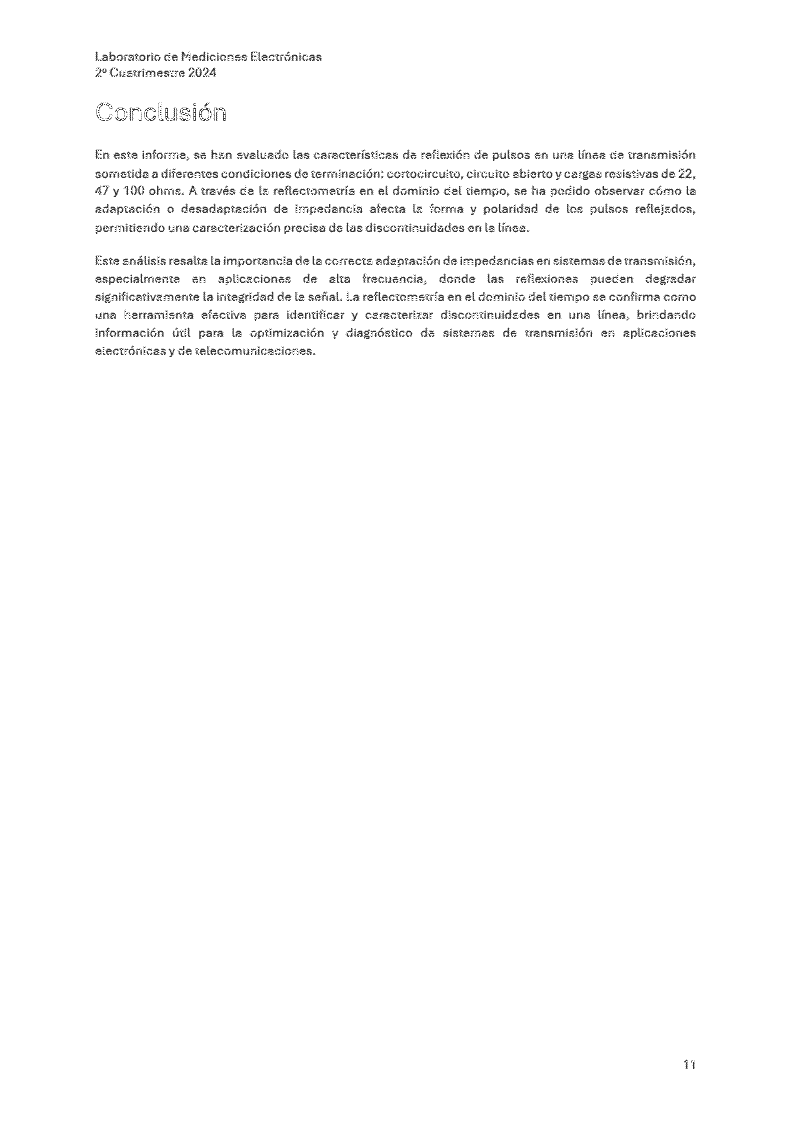 Laboratorio de Mediciones Electrónicas
2º Cuatrimestre 2024
Conclusión
En este informe, se han evaluado las características de reflexión de pulsos en una línea de transmisión
sometida a diferentes condiciones de terminación: cortocircuito, circuito abierto y cargas resistivas de 22,
47 y 100 ohms. A través de la reflectometría en el dominio del tiempo, se ha podido observar cómo la
adaptación o desadaptación de impedancia afecta la forma y polaridad de los pulsos reflejados,
permitiendo una caracterización precisa de las discontinuidades en la línea.
Este análisis resalta la importancia de la correcta adaptación de impedancias en sistemas de transmisión,
especialmente en aplicaciones de alta frecuencia, donde las reflexiones pueden degradar
significativamente la integridad de la señal. La reflectometría en el dominio del tiempo se confirma como
una herramienta efectiva para identificar y caracterizar discontinuidades en una línea, brindando
información útil para la optimización y diagnóstico de sistemas de transmisión en aplicaciones
electrónicas y de telecomunicaciones.
11